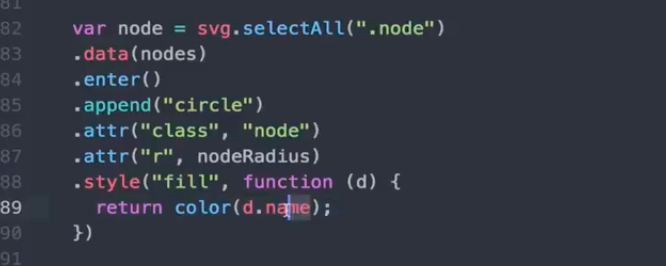 81
82 var node = svg.selectAll(".node")
83 .data(nodes)
84 .enter()
85 .append("circle")
86 .attr("class", "node")
87 .attr("r", nodeRadius)
88 .style("fill", function (d) {
89 return color(d.name);
90 })
91